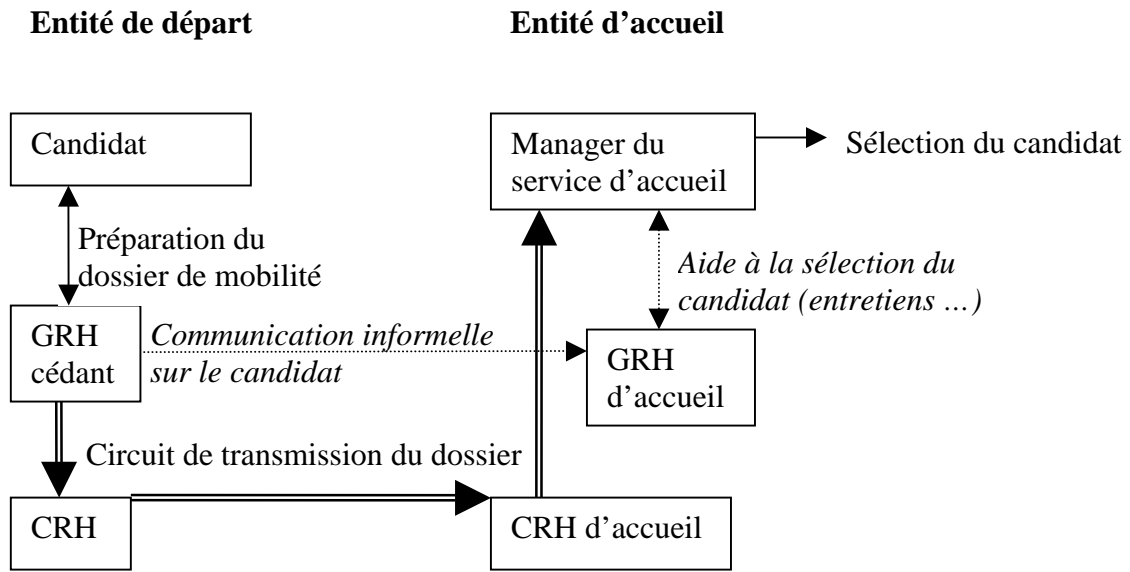 Entité de départ
Entité d’accueil
Candidat
Manager du
service d’accueil
Sélection du candidat
Préparation du
dossier de mobilité
Aide à la sélection du
candidat (entretiens …)
GRH
cédant
Communication informelle
sur le candidat
GRH
d’accueil
Circuit de transmission du dossier
CRH
CRH d’accueil